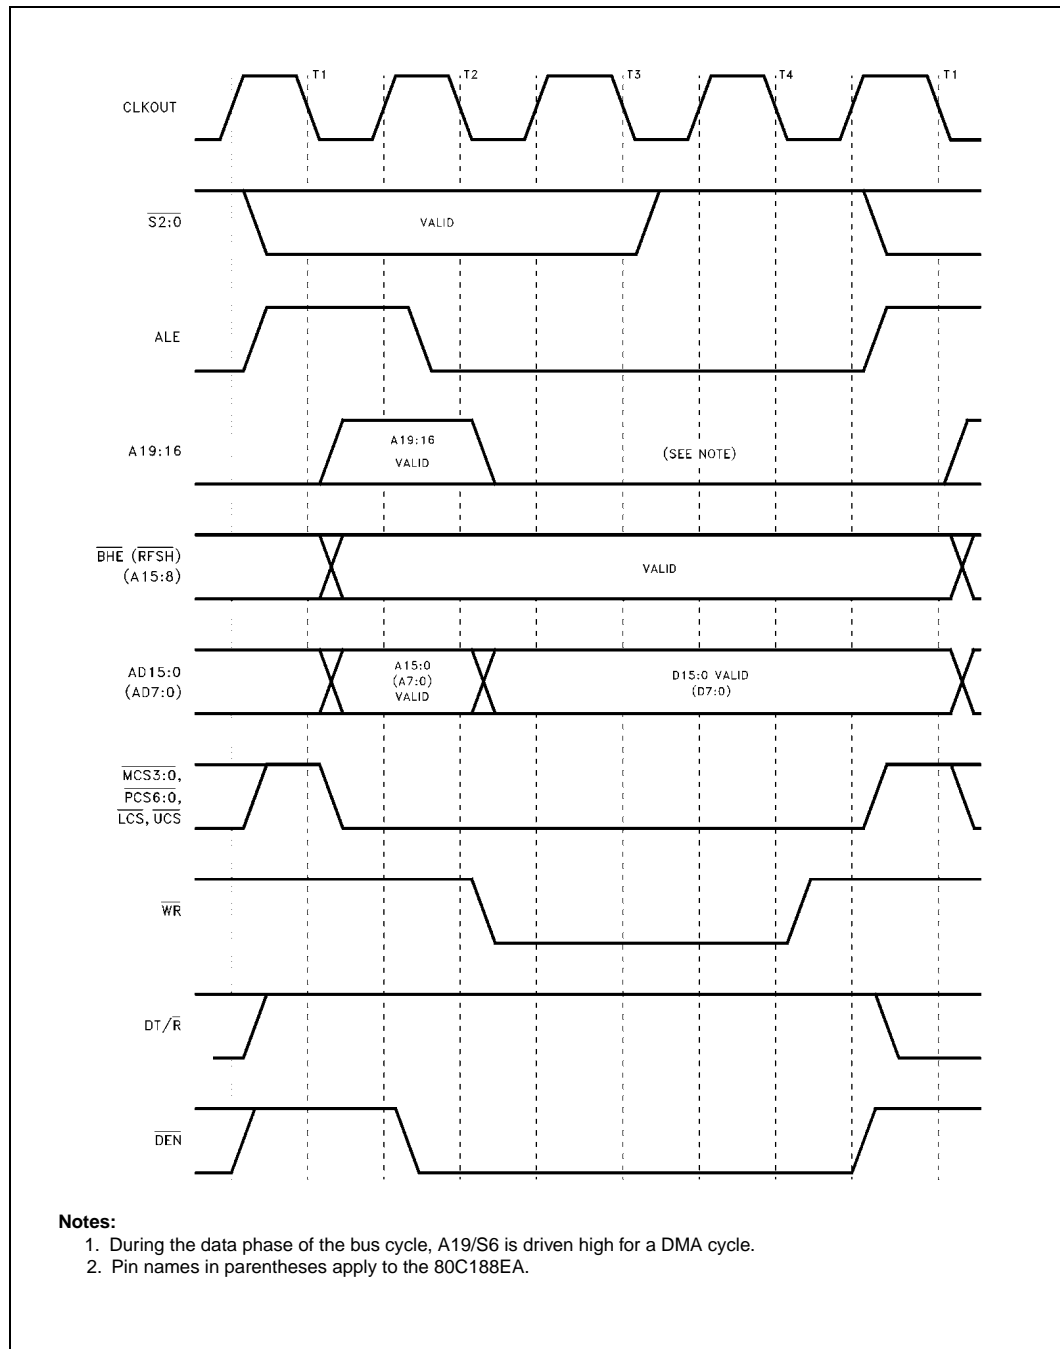 T1 T2 T3 T4 T1
CLKOUT
S2:0
VALID
ALE
A19:16
A19:16
VALID
(SEE NOTE)
BHE (RFSH)
(A15:8)
VALID
AD15:0
(AD7:0)
A15:0
(A7:0)
VALID
D15:0 VALID
(D7:0)
MCS3:0,
PCS6:0,
LCS, UCS
WR
DT/R
DEN
Notes:
1. During the data phase of the bus cycle, A19/S6 is driven high for a DMA cycle.
2. Pin names in parentheses apply to the 80C188EA.